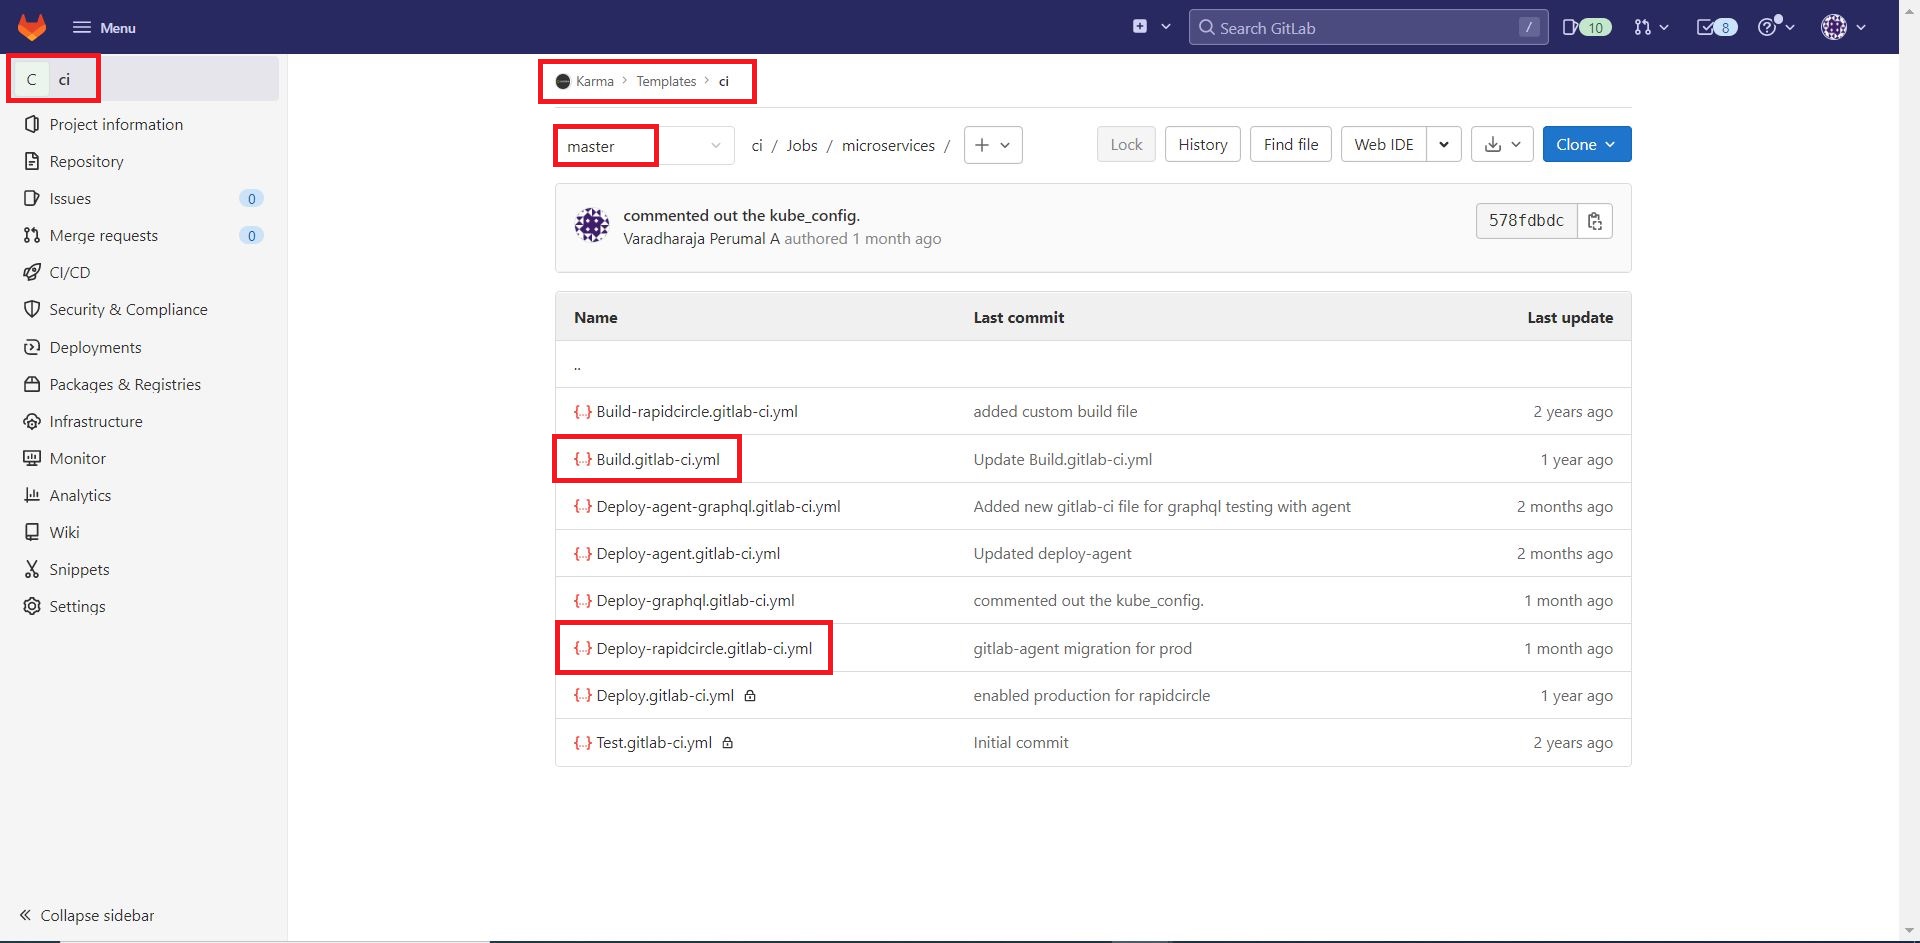 Menu
Search GitLab
/
10
8
C ci
Project information
Repository
Issues 0
Merge requests 0
CI/CD
Security & Compliance
Deployments
Packages & Registries
Infrastructure
Monitor
Analytics
Wiki
Snippets
Settings
Collapse sidebar
Karma > Templates > ci
master
ci / Jobs / microservices /
Lock
History
Find file
Web IDE
Clone
commented out the kube_config.
Varadharaja Perumal A authored 1 month ago
578fdbdc
Name Last commit Last update
..
{..} Build-rapidcircle.gitlab-ci.yml added custom build file 2 years ago
{..} Build.gitlab-ci.yml Update Build.gitlab-ci.yml 1 year ago
{..} Deploy-agent-graphql.gitlab-ci.yml Added new gitlab-ci file for graphql testing with agent 2 months ago
{..} Deploy-agent.gitlab-ci.yml Updated deploy-agent 2 months ago
{..} Deploy-graphql.gitlab-ci.yml commented out the kube_config. 1 month ago
{..} Deploy-rapidcircle.gitlab-ci.yml gitlab-agent migration for prod 1 month ago
{..} Deploy.gitlab-ci.yml enabled production for rapidcircle 1 year ago
{..} Test.gitlab-ci.yml Initial commit 2 years ago